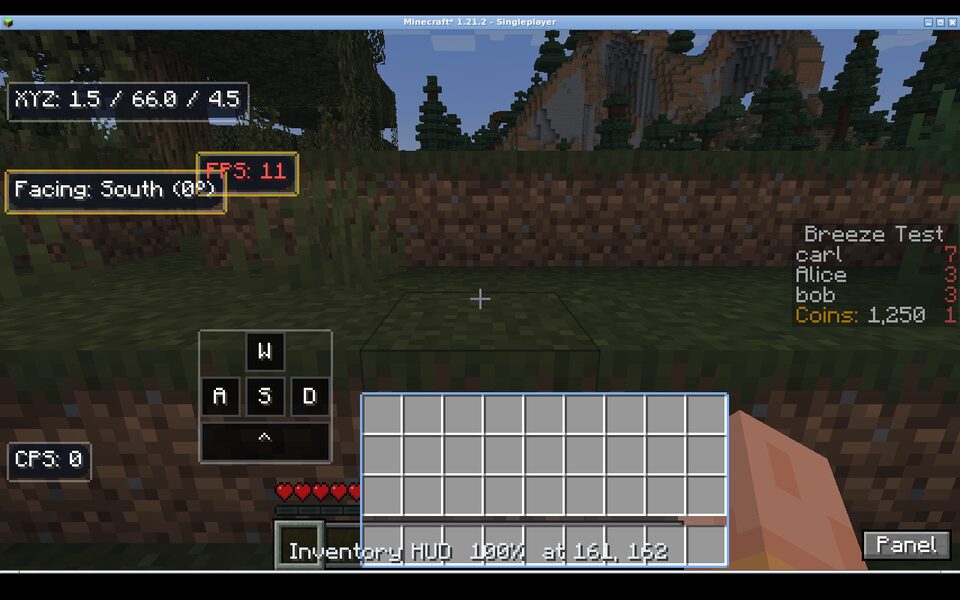 Minecraft* 1.21.2 - Singleplayer
XYZ: 1.5 / 66.0 / 4.5
FPS: 11
Facing: South (0°)
Breeze Test
carl 7
Alice 3
bob 3
Coins: 1,250 1
W
A S D
^
CPS: 0
Inventory HUD 100% at 161, 162
Panel